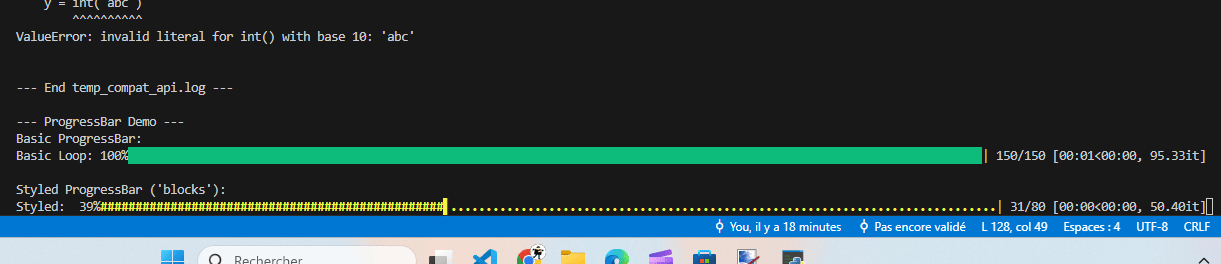 y = int('abc')
^^^^^^^^^^
ValueError: invalid literal for int() with base 10: 'abc'
--- End temp_compat_api.log ---
--- ProgressBar Demo ---
Basic ProgressBar:
Basic Loop: 100%| 150/150 [00:01<00:00, 95.33it]
Styled ProgressBar ('blocks'):
Styled:  39%#################################################▌...............................................................................| 31/80 [00:00<00:00, 50.40it]
You, il y a 18 minutes Pas encore validé L 128, col 49 Espaces : 4 UTF-8 CRLF
Rechercher